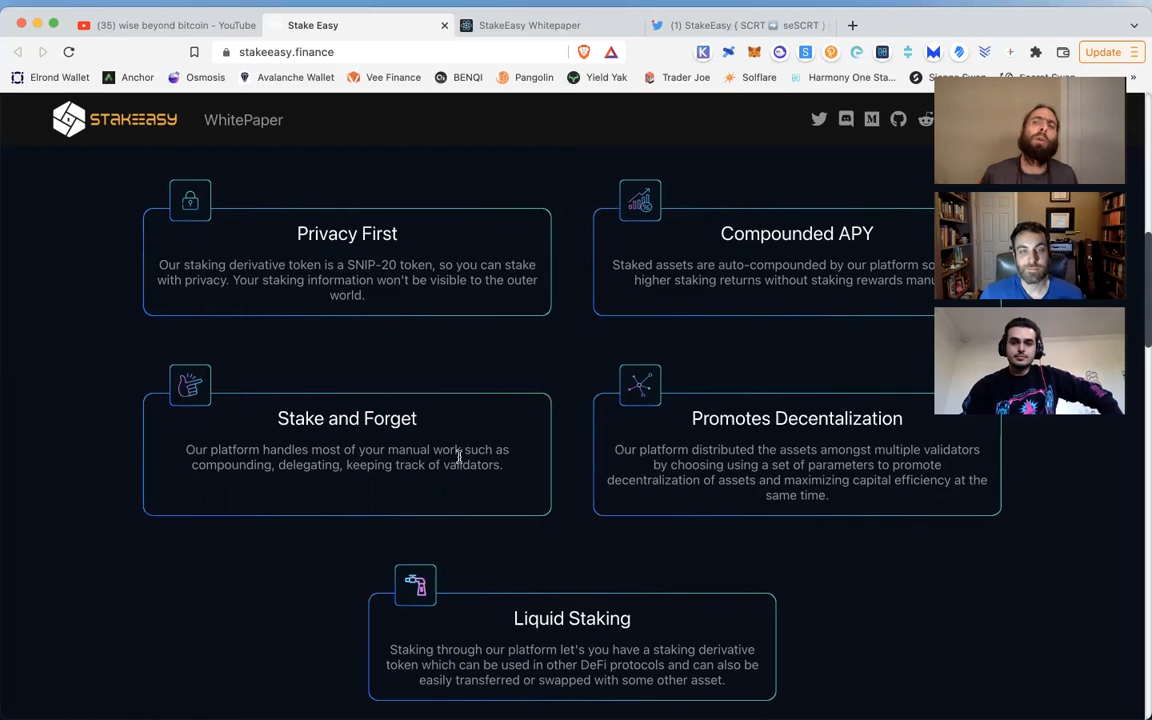 (35) wise beyond bitcoin - YouTube
Stake Easy
StakeEasy Whitepaper
(1) StakeEasy { SCRT ➡ seSCRT }
stakeeasy.finance
Update
Elrond Wallet
Anchor
Osmosis
Avalanche Wallet
Vee Finance
BENQI
Pangolin
Yield Yak
Trader Joe
Solflare
Harmony One Sta...
STAKEEASY
WhitePaper
Privacy First
Our staking derivative token is a SNIP-20 token, so you can stake
with privacy. Your staking information won't be visible to the outer
world.
Compounded APY
Staked assets are auto-compounded by our platform so
higher staking returns without staking rewards manu
Stake and Forget
Our platform handles most of your manual work such as
compounding, delegating, keeping track of validators.
Promotes Decentalization
Our platform distributed the assets amongst multiple validators
by choosing using a set of parameters to promote
decentralization of assets and maximizing capital efficiency at the
same time.
Liquid Staking
Staking through our platform let's you have a staking derivative
token which can be used in other DeFi protocols and can also be
easily transferred or swapped with some other asset.